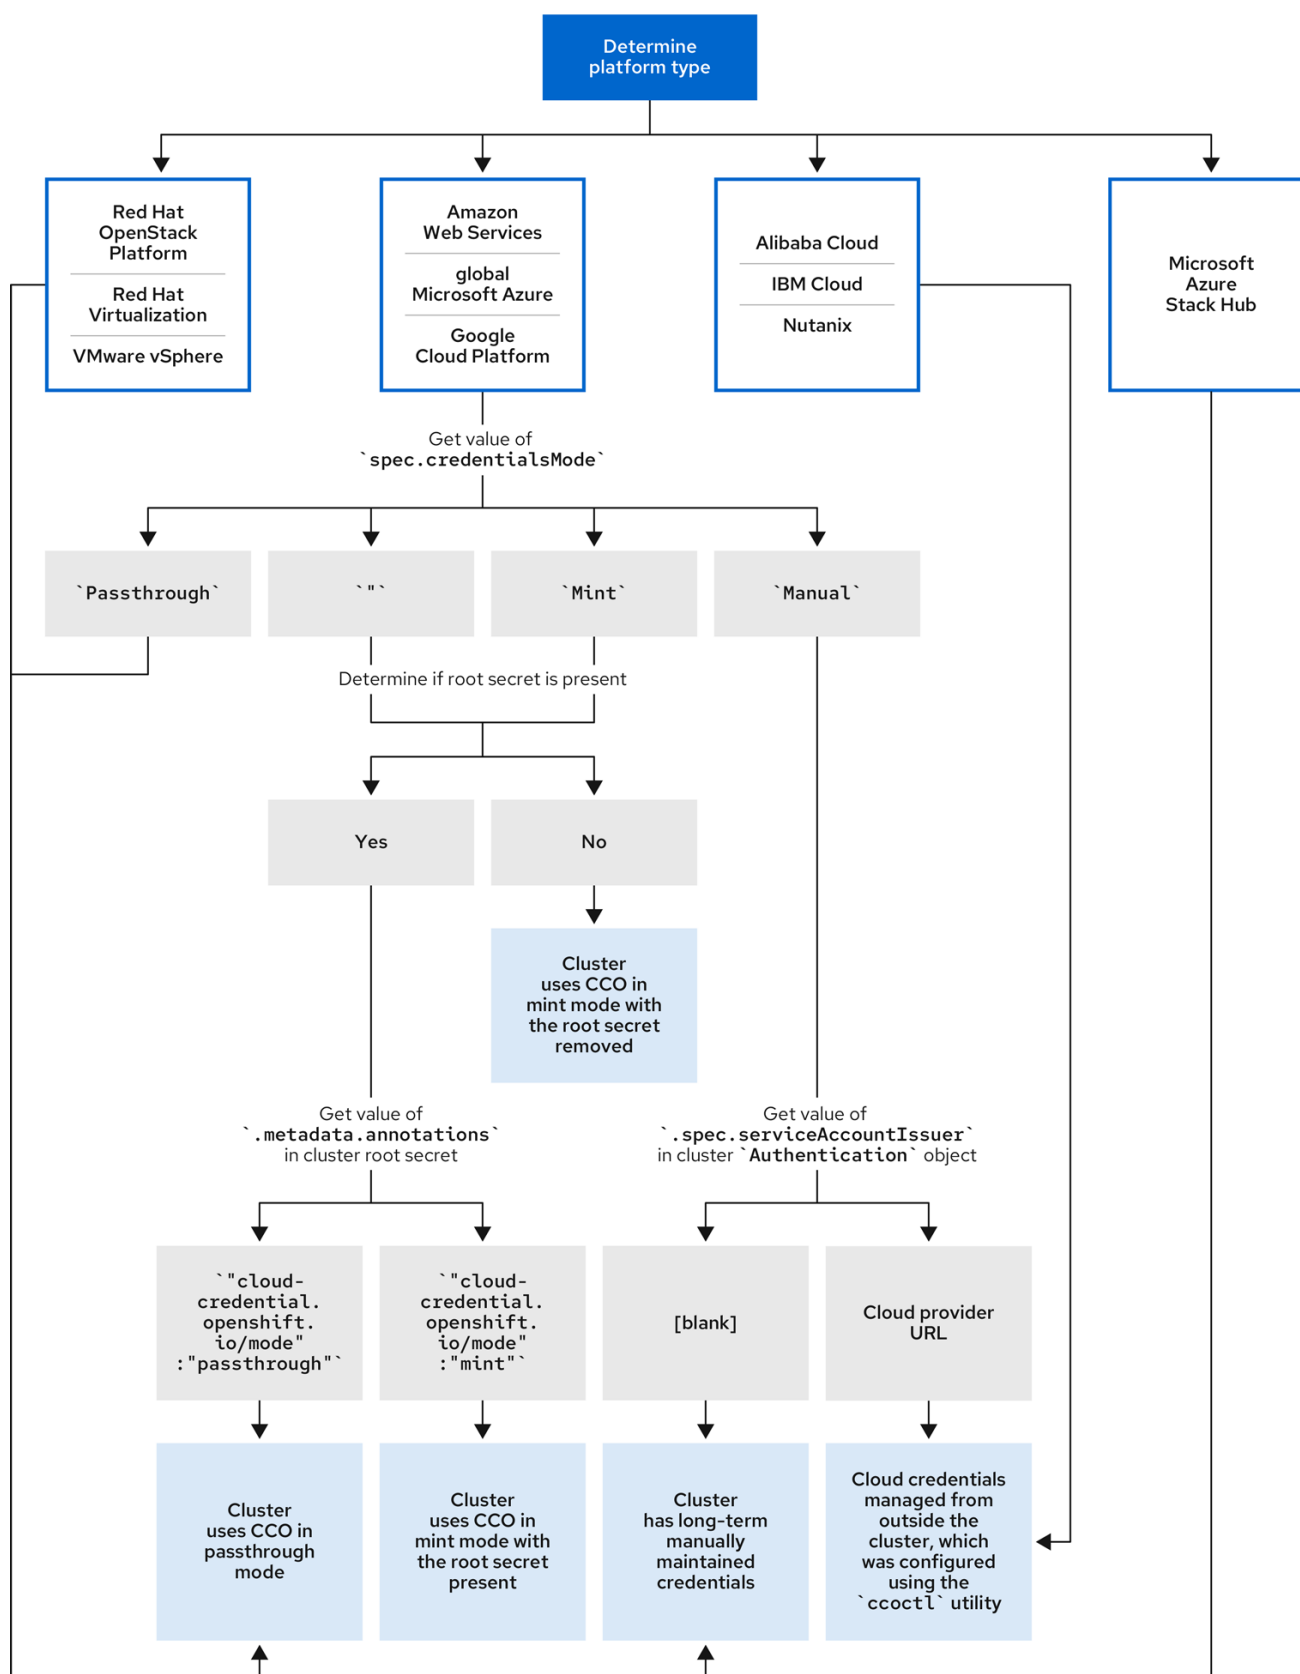 Determine
platform type
Red Hat
OpenStack
Platform
Red Hat
Virtualization
VMware vSphere
Amazon
Web Services
global
Microsoft Azure
Google
Cloud Platform
Alibaba Cloud
IBM Cloud
Nutanix
Microsoft
Azure
Stack Hub
Get value of
`spec.credentialsMode`
`Passthrough`
`"`
`Mint`
`Manual`
Determine if root secret is present
Yes
No
Cluster
uses CCO in
mint mode with
the root secret
removed
Get value of
`.metadata.annotations`
in cluster root secret
Get value of
`.spec.serviceAccountIssuer`
in cluster `Authentication` object
`"cloud-
credential.
openshift.
io/mode"
:"passthrough"`
`"cloud-
credential.
openshift.
io/mode"
:"mint"`
[blank]
Cloud provider
URL
Cluster
uses CCO in
passthrough
mode
Cluster
uses CCO in
mint mode with
the root secret
present
Cluster
has long-term
manually
maintained
credentials
Cloud credentials
managed from
outside the
cluster, which
was configured
using the
`ccoctl` utility